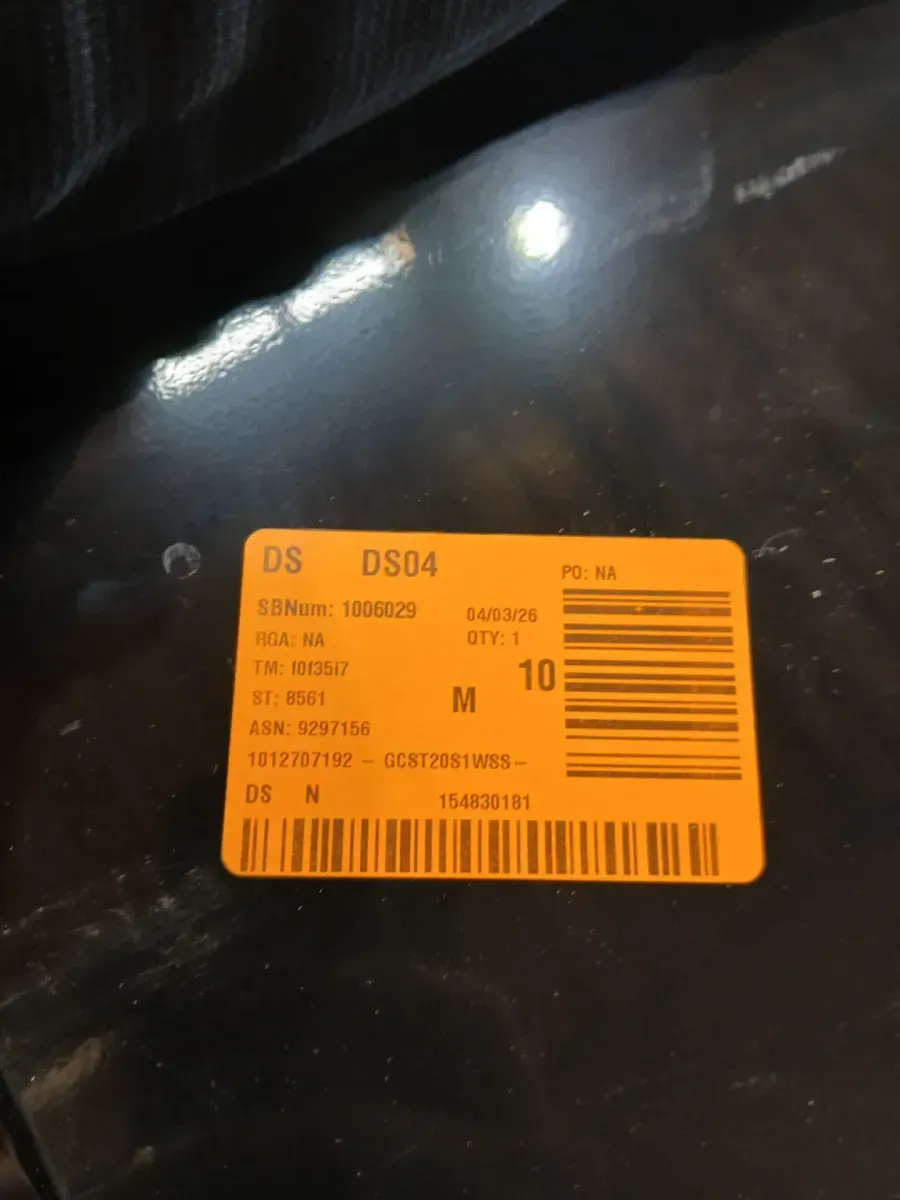 DS DS04
PO: NA
SBNum: 1006029 04/03/26
RGA: NA QTY: 1
TM: I0I35I7
10
ST: 8561 M
ASN: 9297156
1012707192 - GCST20S1WSS-
DS N 154830181